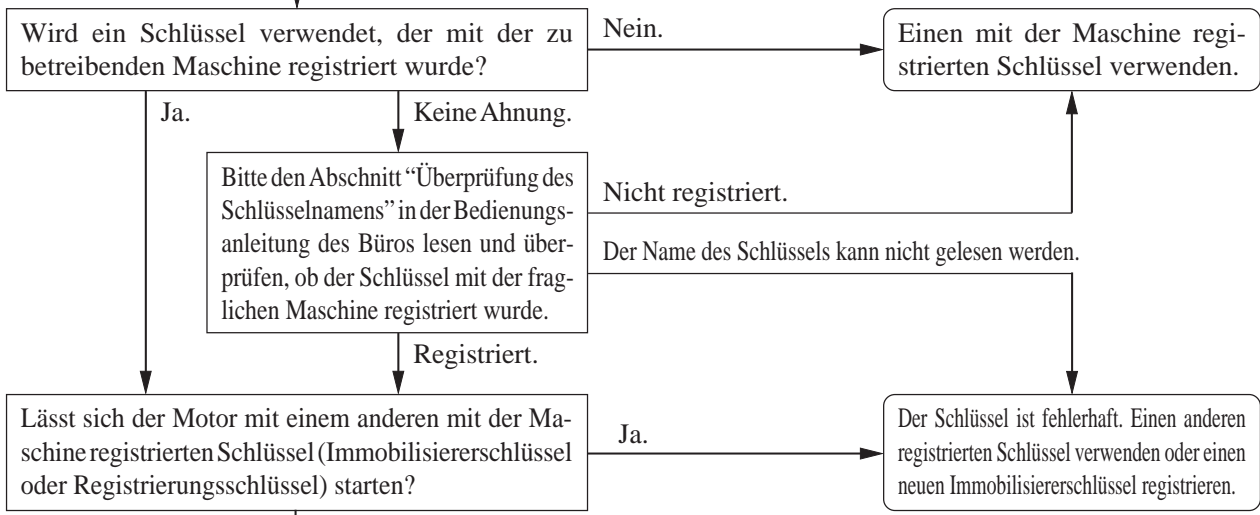 Wird ein Schlüssel verwendet, der mit der zu
betreibenden Maschine registriert wurde?
Nein.
Einen mit der Maschine regi-
strierten Schlüssel verwenden.
Ja.
Keine Ahnung.
Bitte den Abschnitt “Überprüfung des
Schlüsselnamens” in der Bedienungs-
anleitung des Büros lesen und über-
prüfen, ob der Schlüssel mit der frag-
lichen Maschine registriert wurde.
Nicht registriert.
Der Name des Schlüssels kann nicht gelesen werden.
Registriert.
Lässt sich der Motor mit einem anderen mit der Ma-
schine registrierten Schlüssel (Immobilisiererschlüssel
oder Registrierungsschlüssel) starten?
Ja.
Der Schlüssel ist fehlerhaft. Einen anderen
registrierten Schlüssel verwenden oder einen
neuen Immobilisiererschlüssel registrieren.